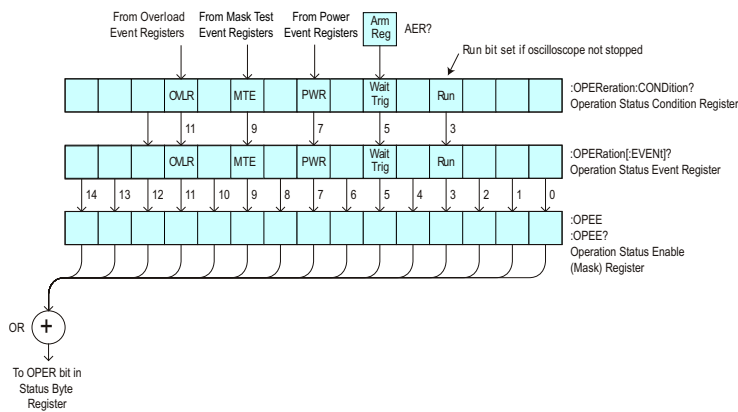 From Overload
Event Registers
From Mask Test
Event Registers
From Power
Event Registers
Arm
Reg
AER?
Run bit set if oscilloscope not stopped
OVLR
MTE
PWR
Wait
Trig
Run
:OPEReration:CONDition?
Operation Status Condition Register
11
9
7
5
3
OVLR
MTE
PWR
Wait
Trig
Run
:OPERation[:EVENt]?
Operation Status Event Register
14
13
12
11
10
9
8
7
6
5
4
3
2
1
0
:OPEE
:OPEE?
Operation Status Enable
(Mask) Register
OR
+
To OPER bit in
Status Byte
Register